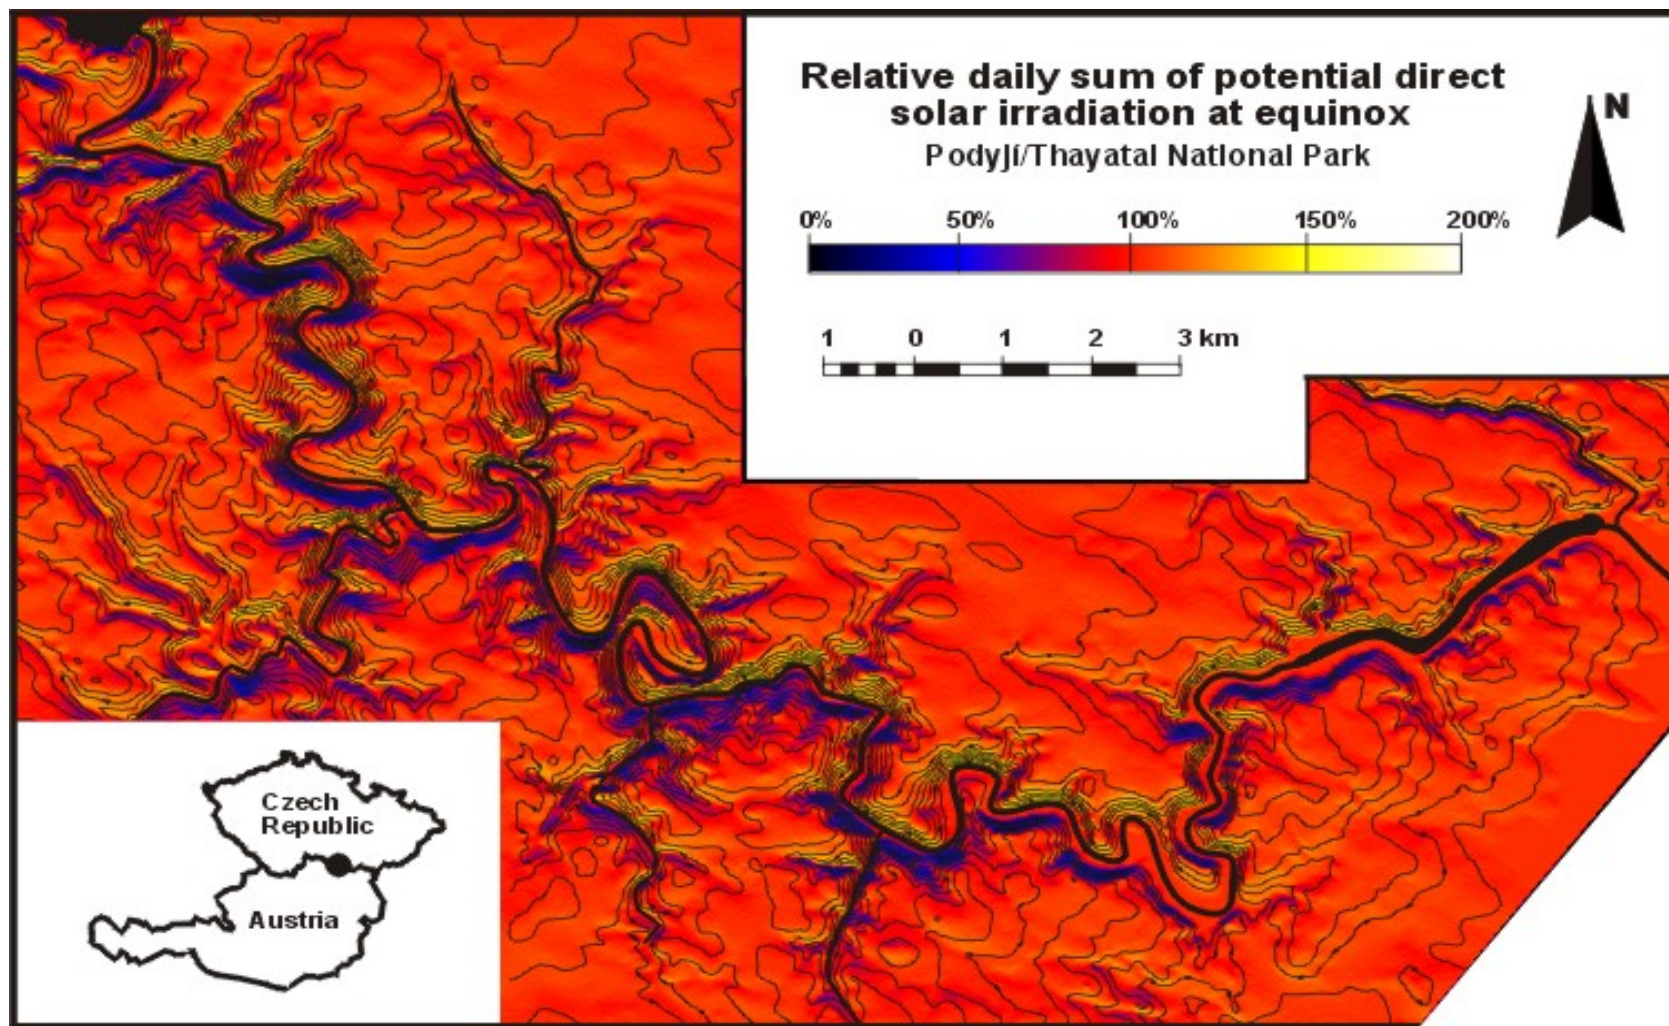 Relative daily sum of potential direct
solar irradiation at equinox
Podyjí/Thayatal National Park
N
0% 50% 100% 150% 200%
1 0 1 2 3 km
Czech
Republic
Austria